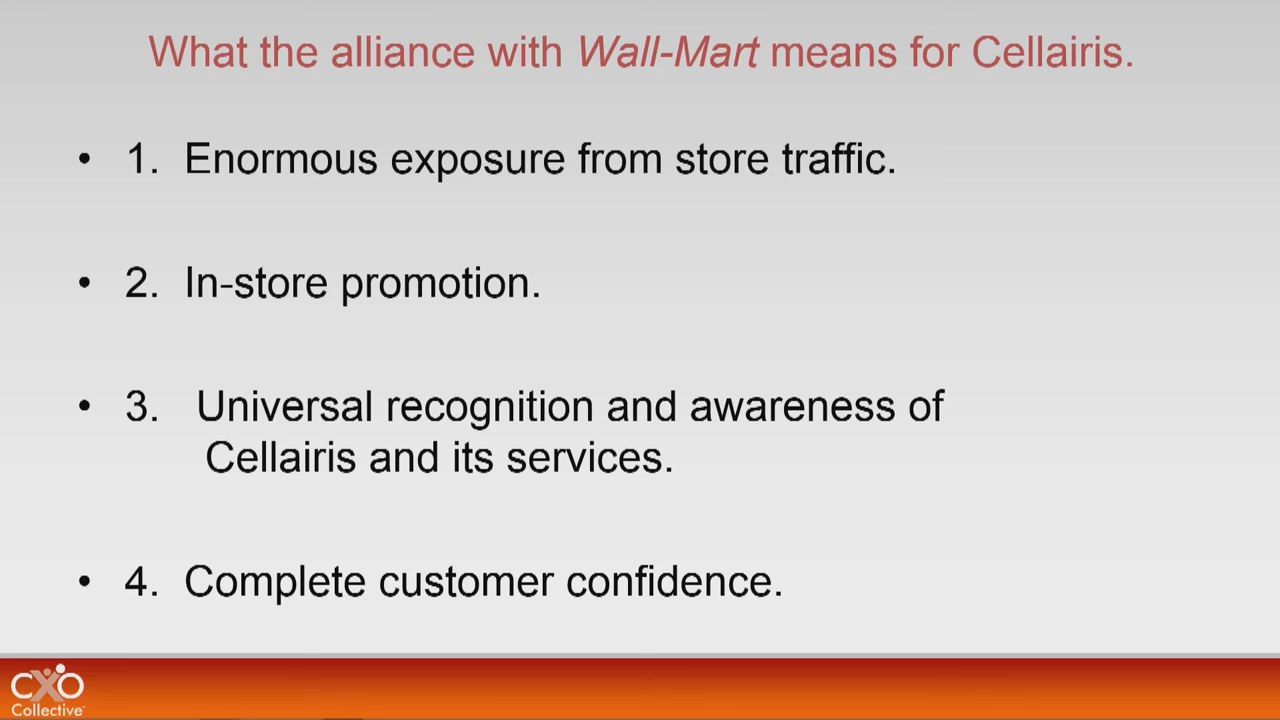 What the alliance with Wall-Mart means for Cellairis.
• 1. Enormous exposure from store traffic.
• 2. In-store promotion.
• 3. Universal recognition and awareness of
Cellairis and its services.
• 4. Complete customer confidence.
CXO
Collective